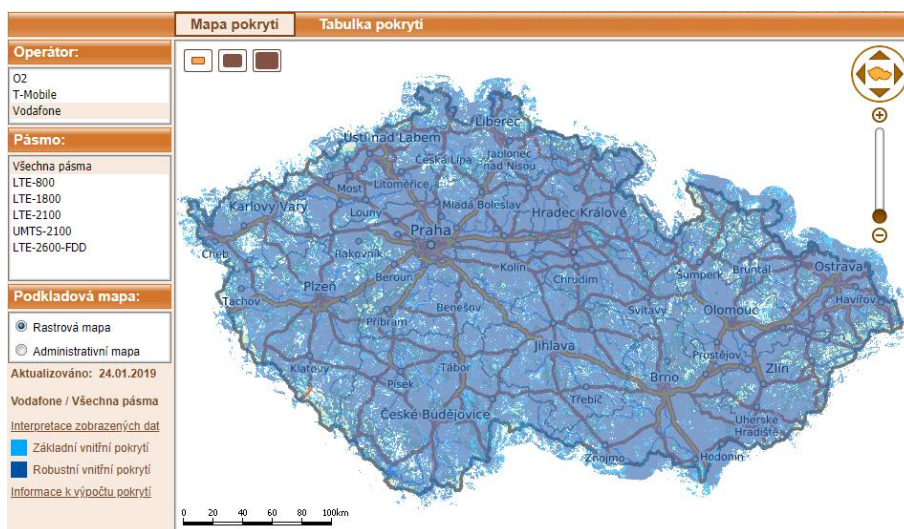 Mapa pokrytí
Tabulka pokrytí
Operátor:
O2
T-Mobile
Vodafone
Pásmo:
Všechna pásma
LTE-800
LTE-1800
LTE-2100
UMTS-2100
LTE-2600-FDD
Podkladová mapa:
Rastrová mapa
Administrativní mapa
Aktualizováno: 24.01.2019
Vodafone / Všechna pásma
Interpretace zobrazených dat
Základní vnitřní pokrytí
Robustní vnitřní pokrytí
Informace k výpočtu pokrytí
Liberec
Ústí nad Labem
Česká Lípa
Jablonec
nad Nisou
Most
Litoměřice
Karlovy Vary
Louny
Mladá Boleslav
Hradec Králové
Praha
Cheb
Rakovník
Beroun
Kolín
Chrudim
Šumperk
Bruntál
Ostrava
Havířov
Tachov
Plzeň
Příbram
Benešov
Svitavy
Olomouc
Klatovy
Písek
Tábor
Jihlava
Prostějov
Brno
Zlín
České Budějovice
Třebíč
Uherské
Hradiště
Znojmo
Hodonín
0 20 40 60 80 100km